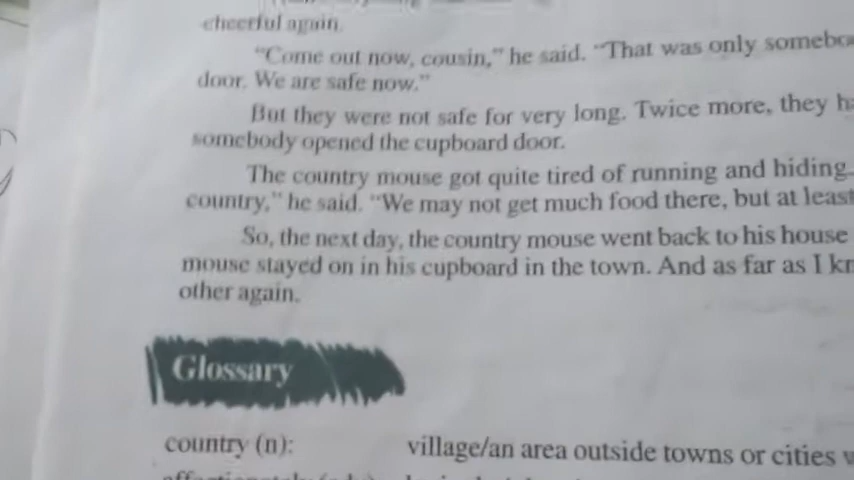 cheerful again.
"Come out now, cousin," he said. "That was only
door. We are safe now."
But they were not safe for very long. Twice more, they
somebody opened the cupboard door.
The country mouse got quite tired of running and hiding.
country," he said. "We may not get much food there, but at least
So, the next day, the country mouse went back to his house
mouse stayed on in his cupboard in the town. And as far as I
other again.
Glossary
country (n): village/an area outside towns or cities